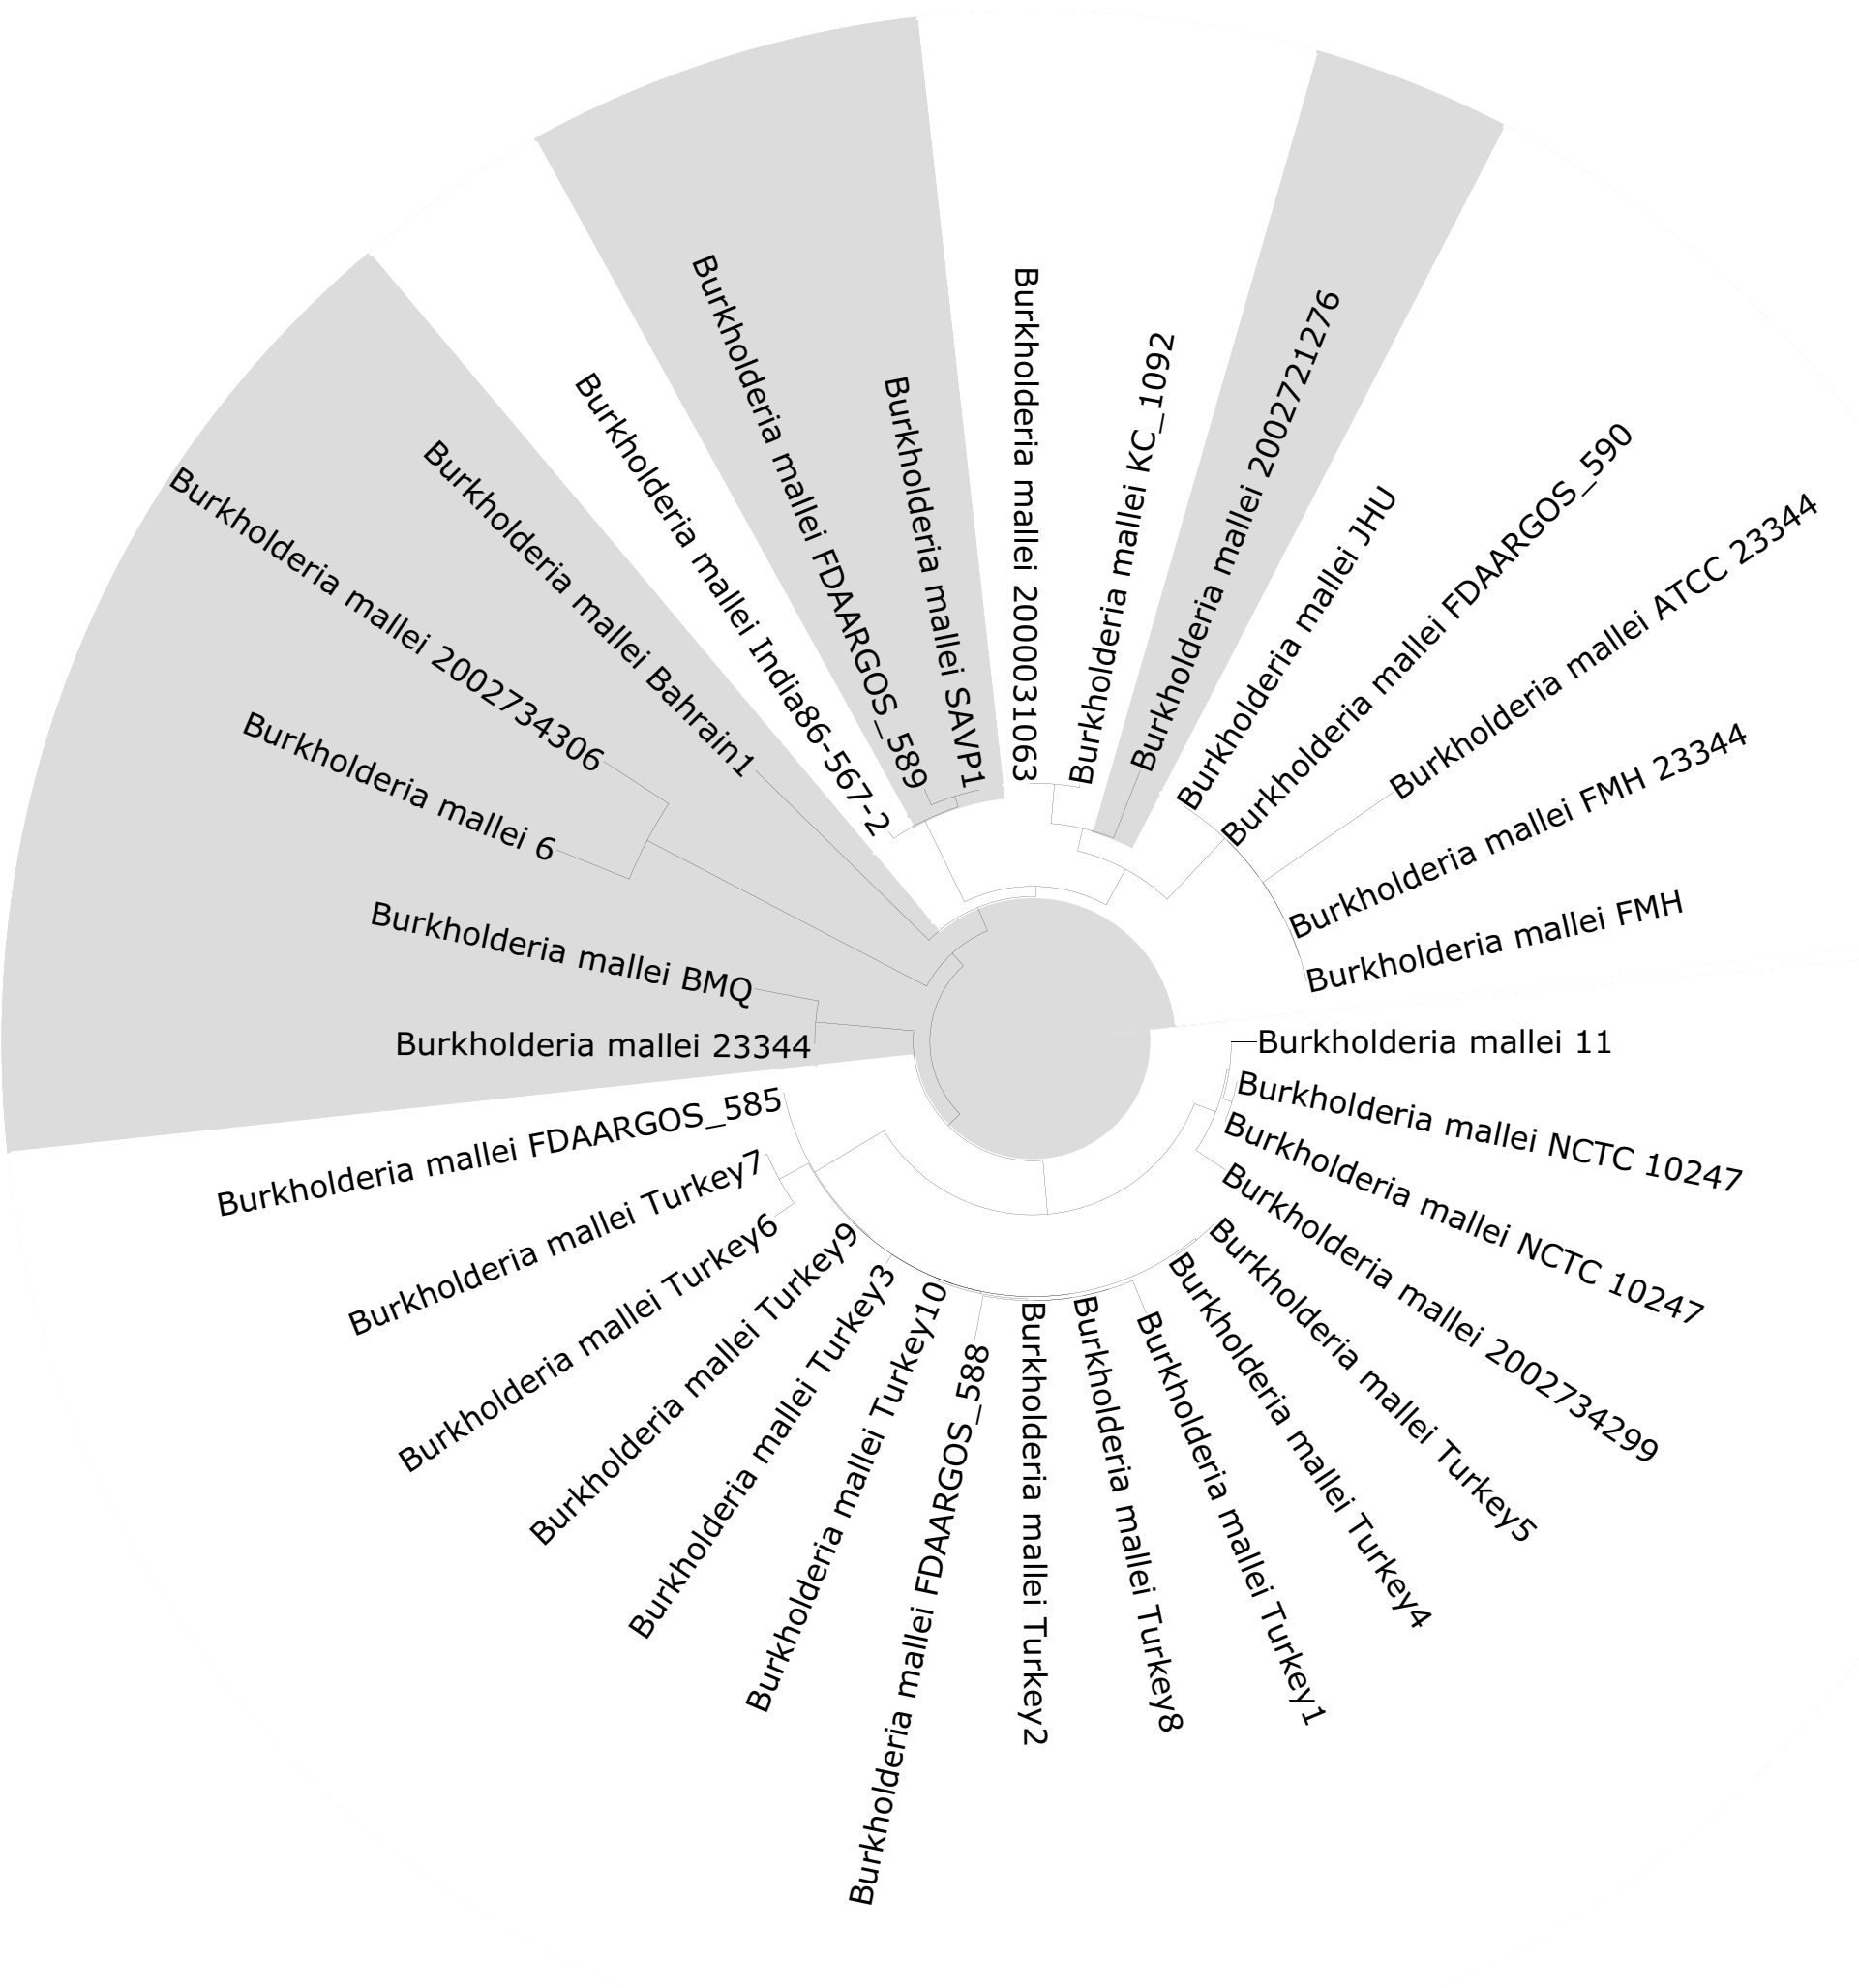 Burkholderia mallei 2000031063
Burkholderia mallei KC_1092
Burkholderia mallei 2002721276
Burkholderia mallei JHU
Burkholderia mallei FDAARGOS_590
Burkholderia mallei ATCC 23344
Burkholderia mallei FMH 23344
Burkholderia mallei FMH
Burkholderia mallei 11
Burkholderia mallei NCTC 10247
Burkholderia mallei NCTC 10247
Burkholderia mallei 2002734299
Burkholderia mallei Turkey5
Burkholderia mallei Turkey4
Burkholderia mallei Turkey1
Burkholderia mallei Turkey8
Burkholderia mallei Turkey2
Burkholderia mallei FDAARGOS_588
Burkholderia mallei Turkey10
Burkholderia mallei Turkey3
Burkholderia mallei Turkey9
Burkholderia mallei Turkey6
Burkholderia mallei Turkey7
Burkholderia mallei FDAARGOS_585
Burkholderia mallei 23344
Burkholderia mallei BMQ
Burkholderia mallei 6
Burkholderia mallei 2002734306
Burkholderia mallei Bahrain1
Burkholderia mallei India86-567-2
Burkholderia mallei FDAARGOS_589
Burkholderia mallei SAVP1